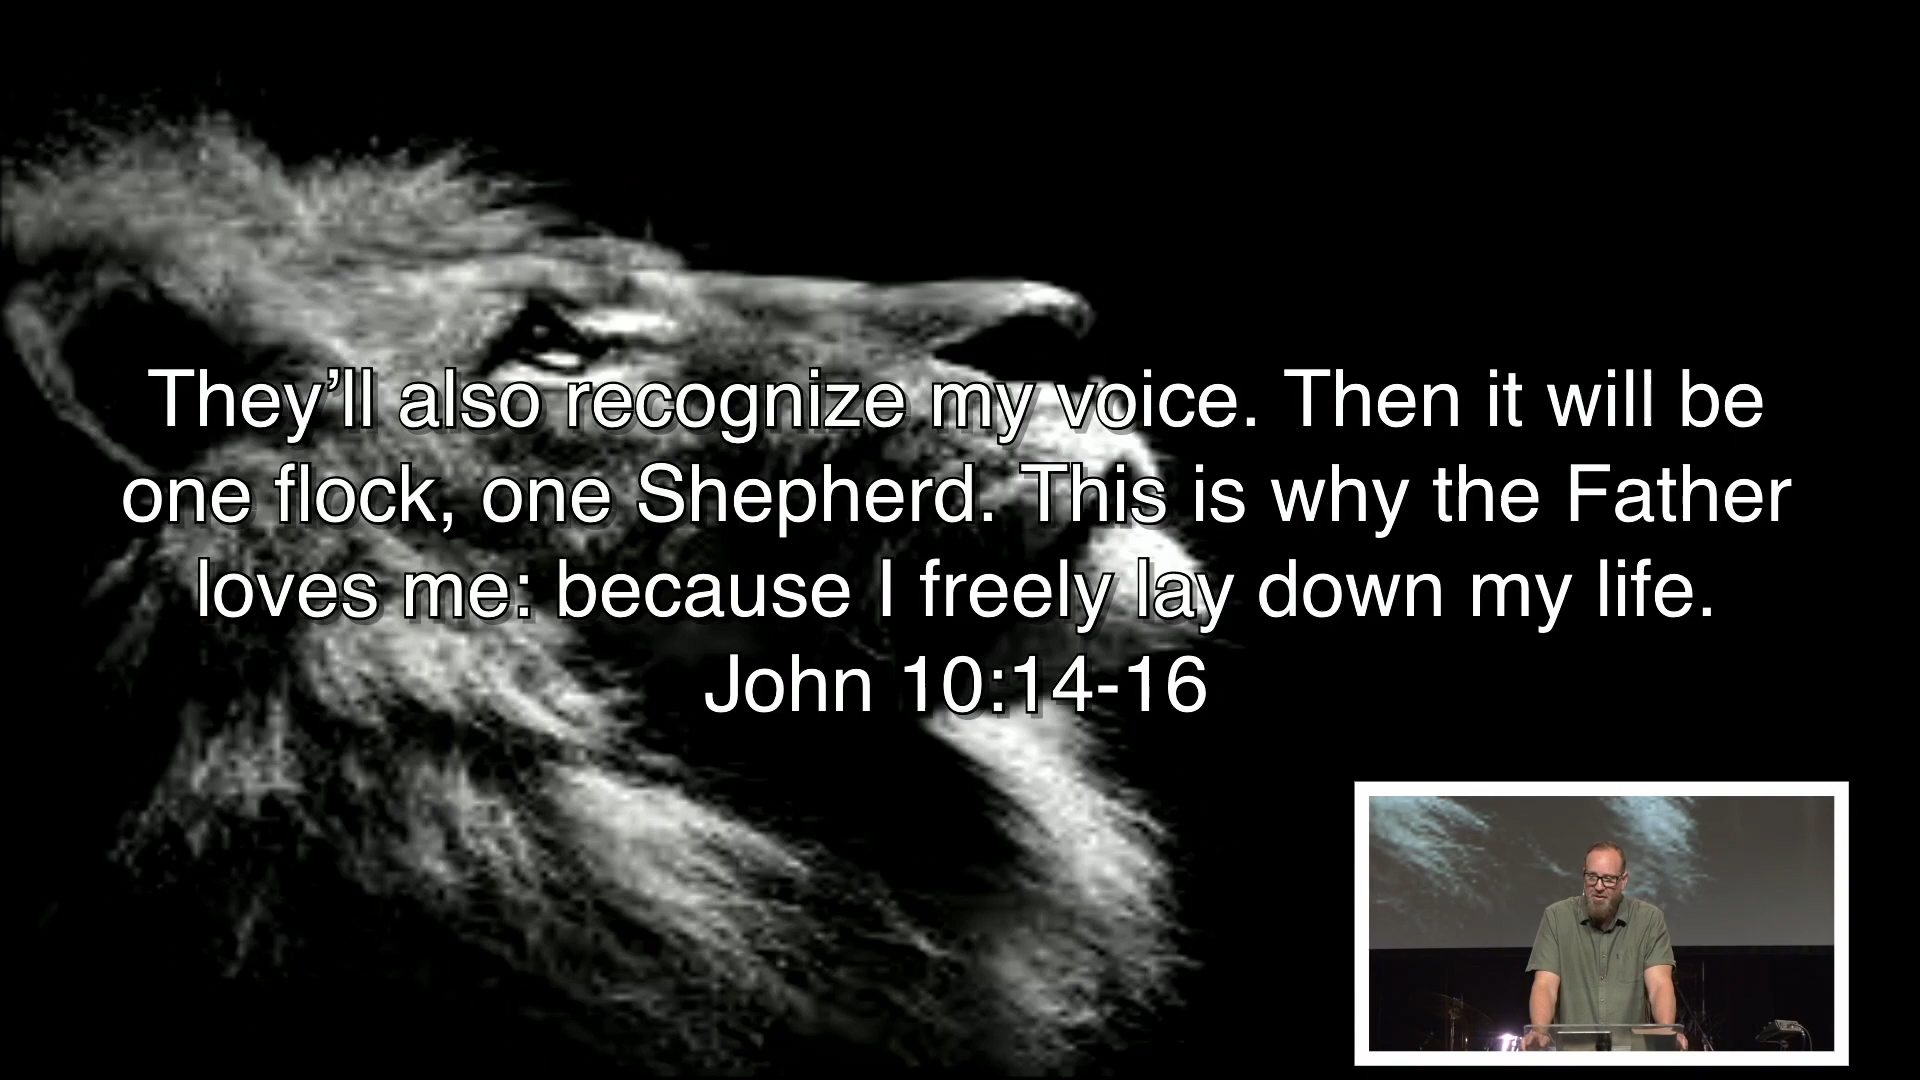 They’ll also recognize my voice. Then it will be
one flock, one Shepherd. This is why the Father
loves me: because I freely lay down my life.
John 10:14-16